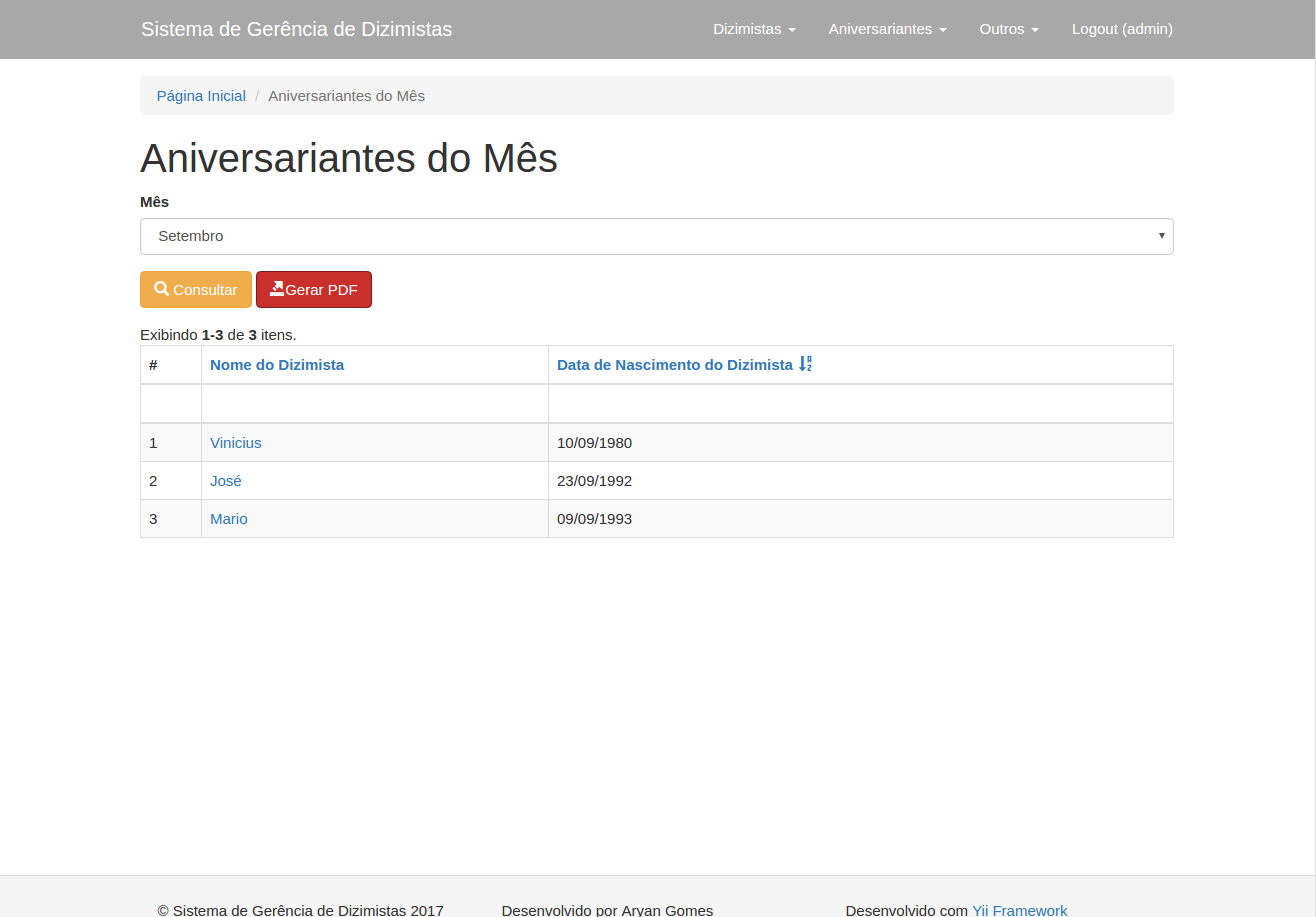 Sistema de Gerência de Dizimistas Dizimistas Aniversariantes Outros Logout (admin)
Página Inicial / Aniversariantes do Mês
Aniversariantes do Mês
Mês
Setembro
Consultar Gerar PDF
Exibindo 1-3 de 3 itens.
# Nome do Dizimista Data de Nascimento do Dizimista
1 Vinicius 10/09/1980
2 José 23/09/1992
3 Mario 09/09/1993
© Sistema de Gerência de Dizimistas 2017 Desenvolvido por Aryan Gomes Desenvolvido com Yii Framework